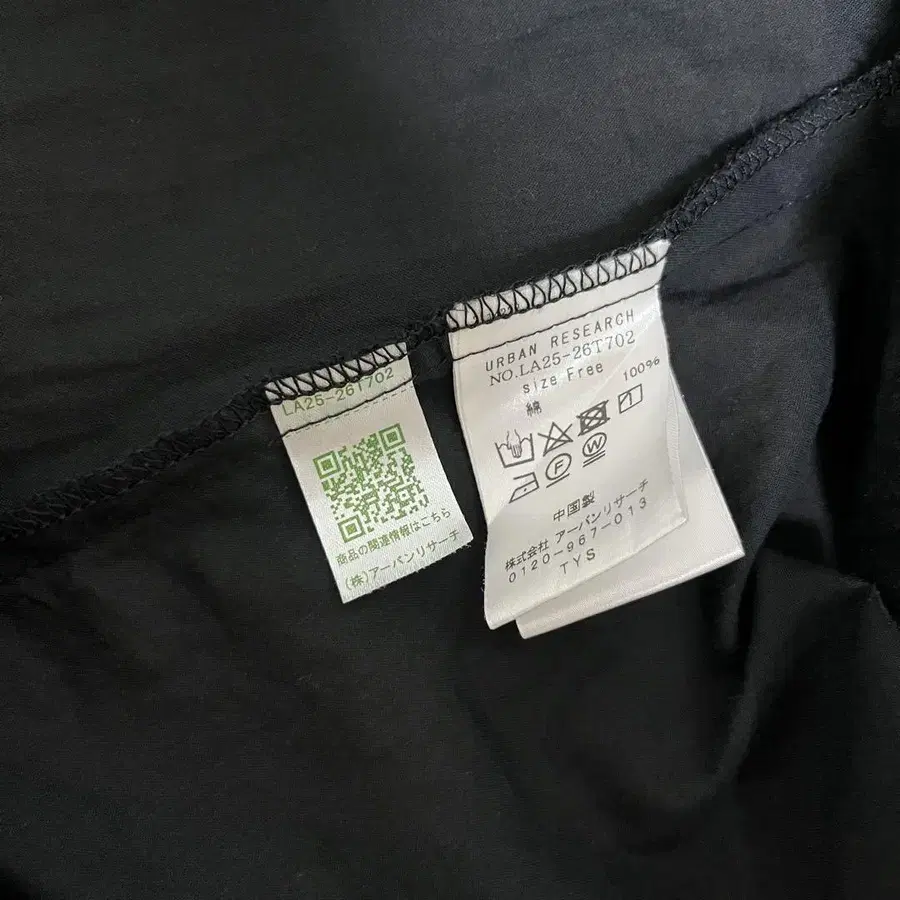 LA25-26T702
商品の関連情報はこちら
(株)アーバンリサーチ
URBAN RESEARCH
NO.LA25-26T702
size Free
綿 100%
F W
中国製
株式会社 アーバンリサーチ
0120-967-013
TYS